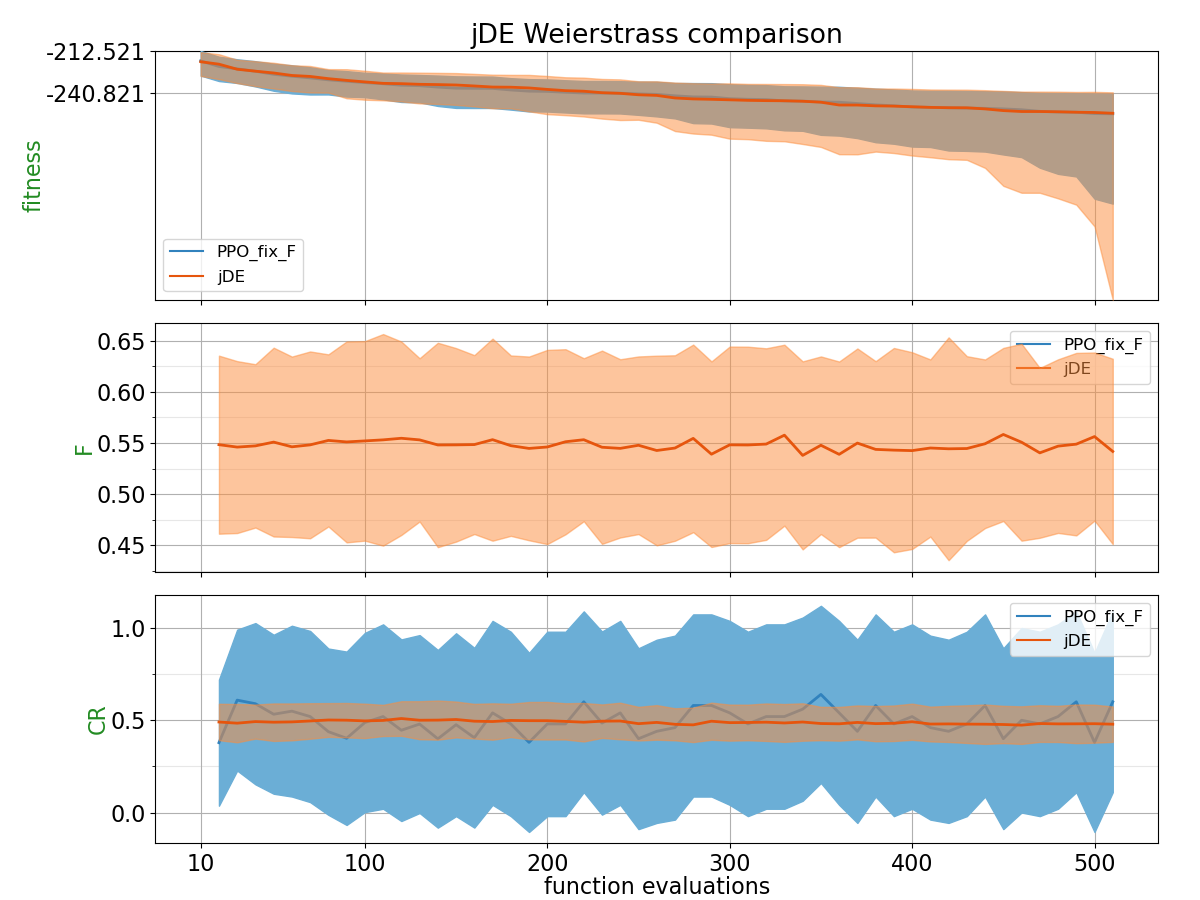 jDE Weierstrass comparison
-212.521
-240.821
fitness
PPO_fix_F
jDE
0.65
0.60
0.55
0.50
0.45
F
PPO_fix_F
jDE
1.0
0.5
0.0
CR
PPO_fix_F
jDE
10 100 200 300 400 500
function evaluations